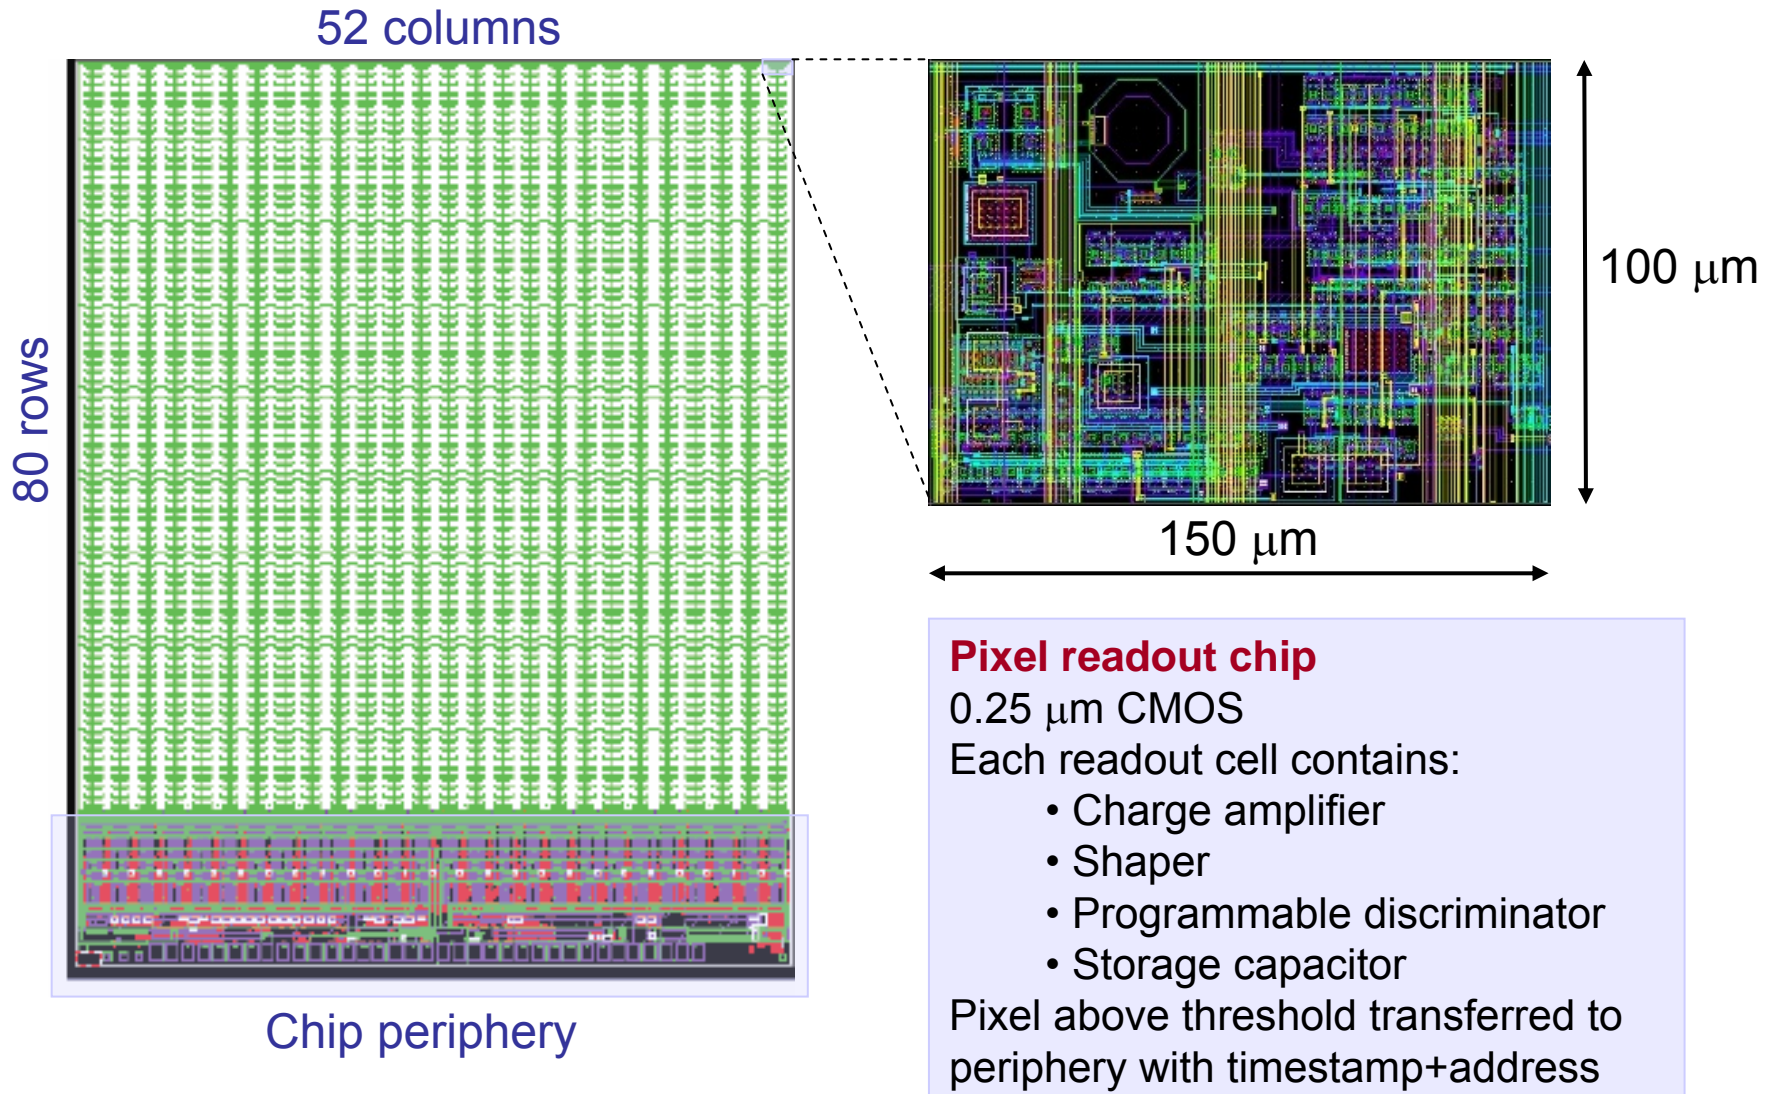 52 columns
80 rows
100 μm
150 μm
Pixel readout chip
0.25 μm CMOS
Each readout cell contains:
• Charge amplifier
• Shaper
• Programmable discriminator
• Storage capacitor
Pixel above threshold transferred to
periphery with timestamp+address
Chip periphery